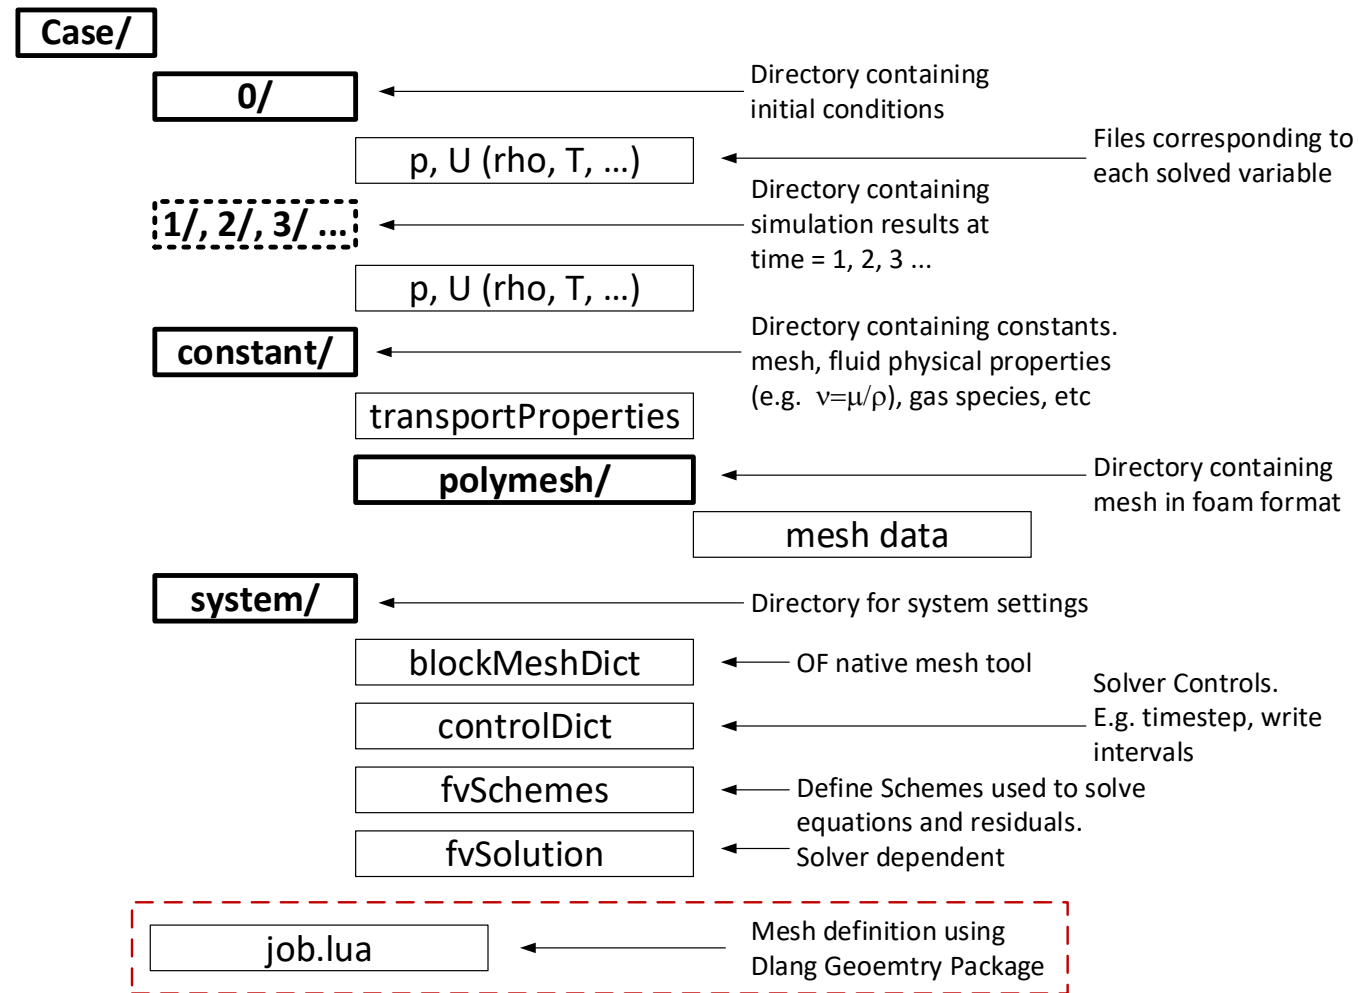 Case/
0/
Directory containing
initial conditions
p, U (rho, T, ...)
Files corresponding to
each solved variable
1/, 2/, 3/ ...
Directory containing
simulation results at
time = 1, 2, 3 ...
p, U (rho, T, ...)
constant/
Directory containing constants.
mesh, fluid physical properties
(e.g. ν=μ/ρ), gas species, etc
transportProperties
polymesh/
Directory containing
mesh in foam format
mesh data
system/
Directory for system settings
blockMeshDict
OF native mesh tool
controlDict
Solver Controls.
E.g. timestep, write
intervals
fvSchemes
Define Schemes used to solve
equations and residuals.
Solver dependent
fvSolution
job.lua
Mesh definition using
Dlang Geoemtry Package